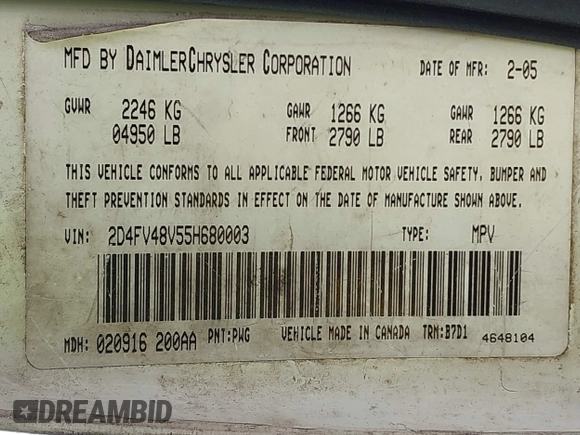 MFD BY DAIMLERCHRYSLER CORPORATION DATE OF MFR: 2-05
GVWR 2246 KG GAWR 1266 KG GAWR 1266 KG
04950 LB FRONT 2790 LB REAR 2790 LB
THIS VEHICLE CONFORMS TO ALL APPLICABLE FEDERAL MOTOR VEHICLE SAFETY, BUMPER AND
THEFT PREVENTION STANDARDS IN EFFECT ON THE DATE OF MANUFACTURE SHOWN ABOVE.
VIN: 2D4FV48V55H680003 TYPE: MPV
MDH: 020916 200AA PNT:PWG VEHICLE MADE IN CANADA TRM:B7D1 4648104
DREAMBID